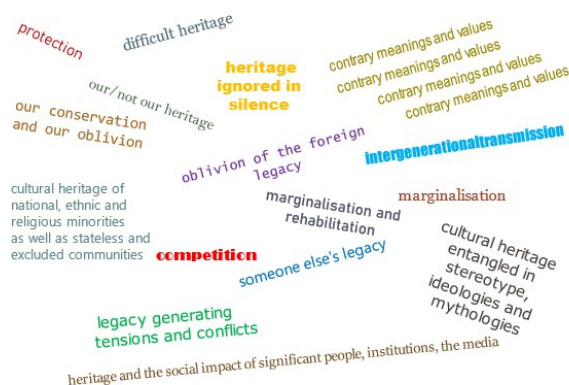 protection
difficult heritage
heritage
ignored in
silence
contrary meanings and values
contrary meanings and values
contrary meanings and values
contrary meanings and values
our/not our heritage
our conservation
and our oblivion
oblivion of the foreign
legacy
intergenerationaltransmission
cultural heritage of
national, ethnic and
religious minorities
as well as stateless and
excluded communities
marginalisation and
rehabilitation
marginalisation
competition
someone else's legacy
cultural heritage
entangled in
stereotype,
ideologies and
mythologies
legacy generating
tensions and conflicts
heritage and the social impact of significant people, institutions, the media